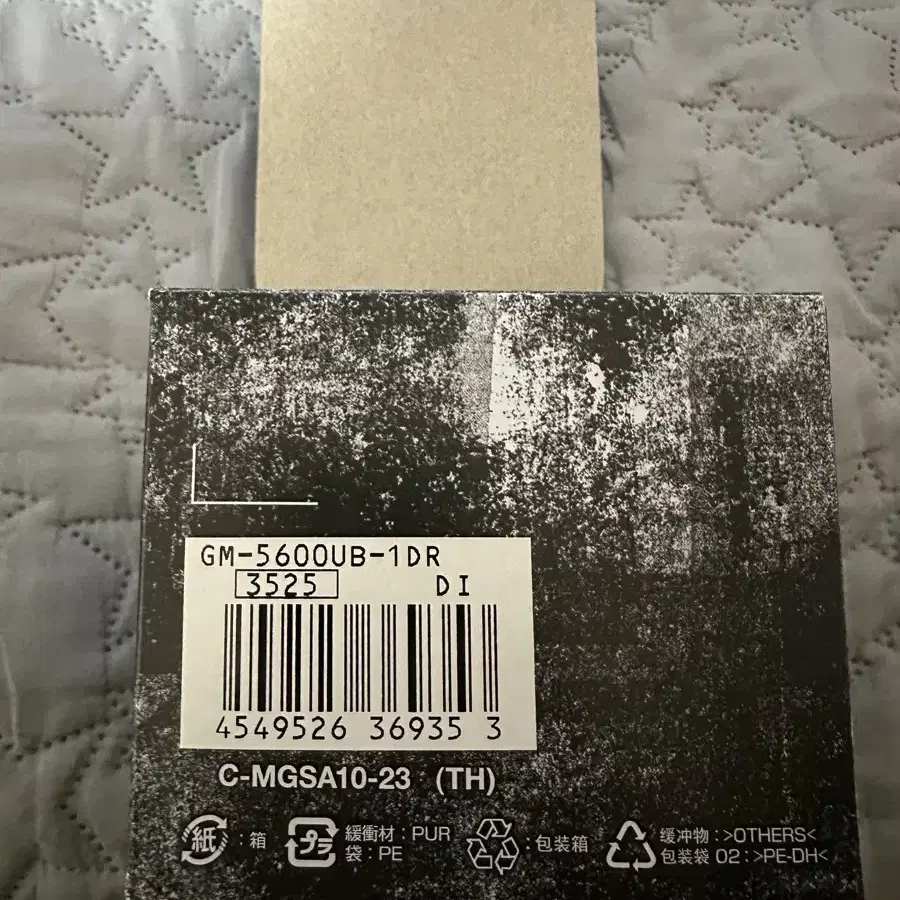 GM-5600UB-1DR
3525 DI
4549526 36935 3
C-MGSA10-23 (TH)
紙 : 箱
プラ 緩衝材 : PUR
袋 : PE
: 包装箱
缓冲物 : >OTHERS<
包装袋 02 : >PE-DH<